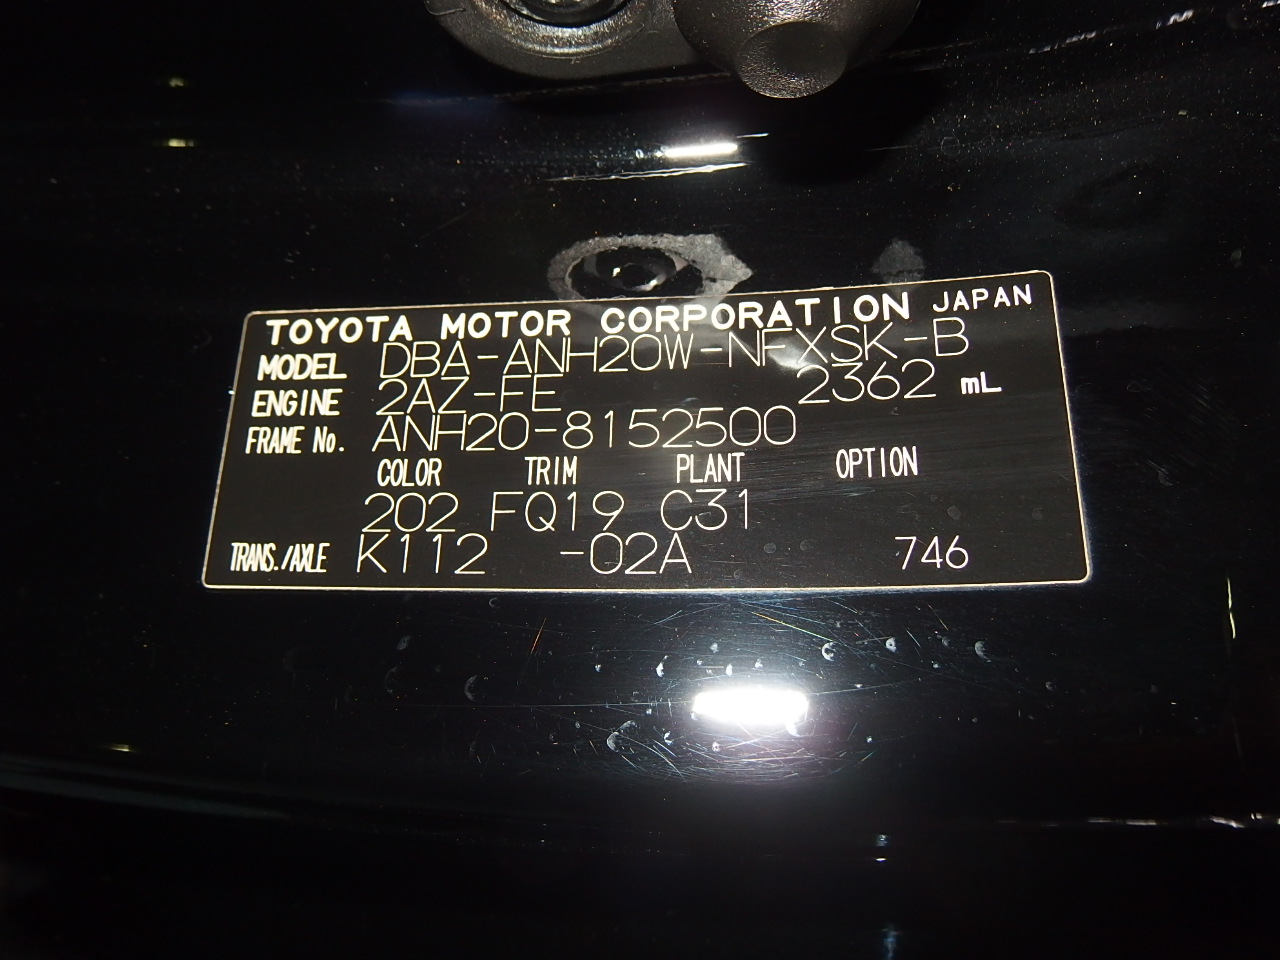 TOYOTA MOTOR CORPORATION JAPAN
MODEL DBA-ANH20W-NFXSK-B
ENGINE 2AZ-FE 2362 mL
FRAME No. ANH20-8152500
COLOR TRIM PLANT OPTION
202 FQ19 C31
TRANS./AXLE K112 -02A 746